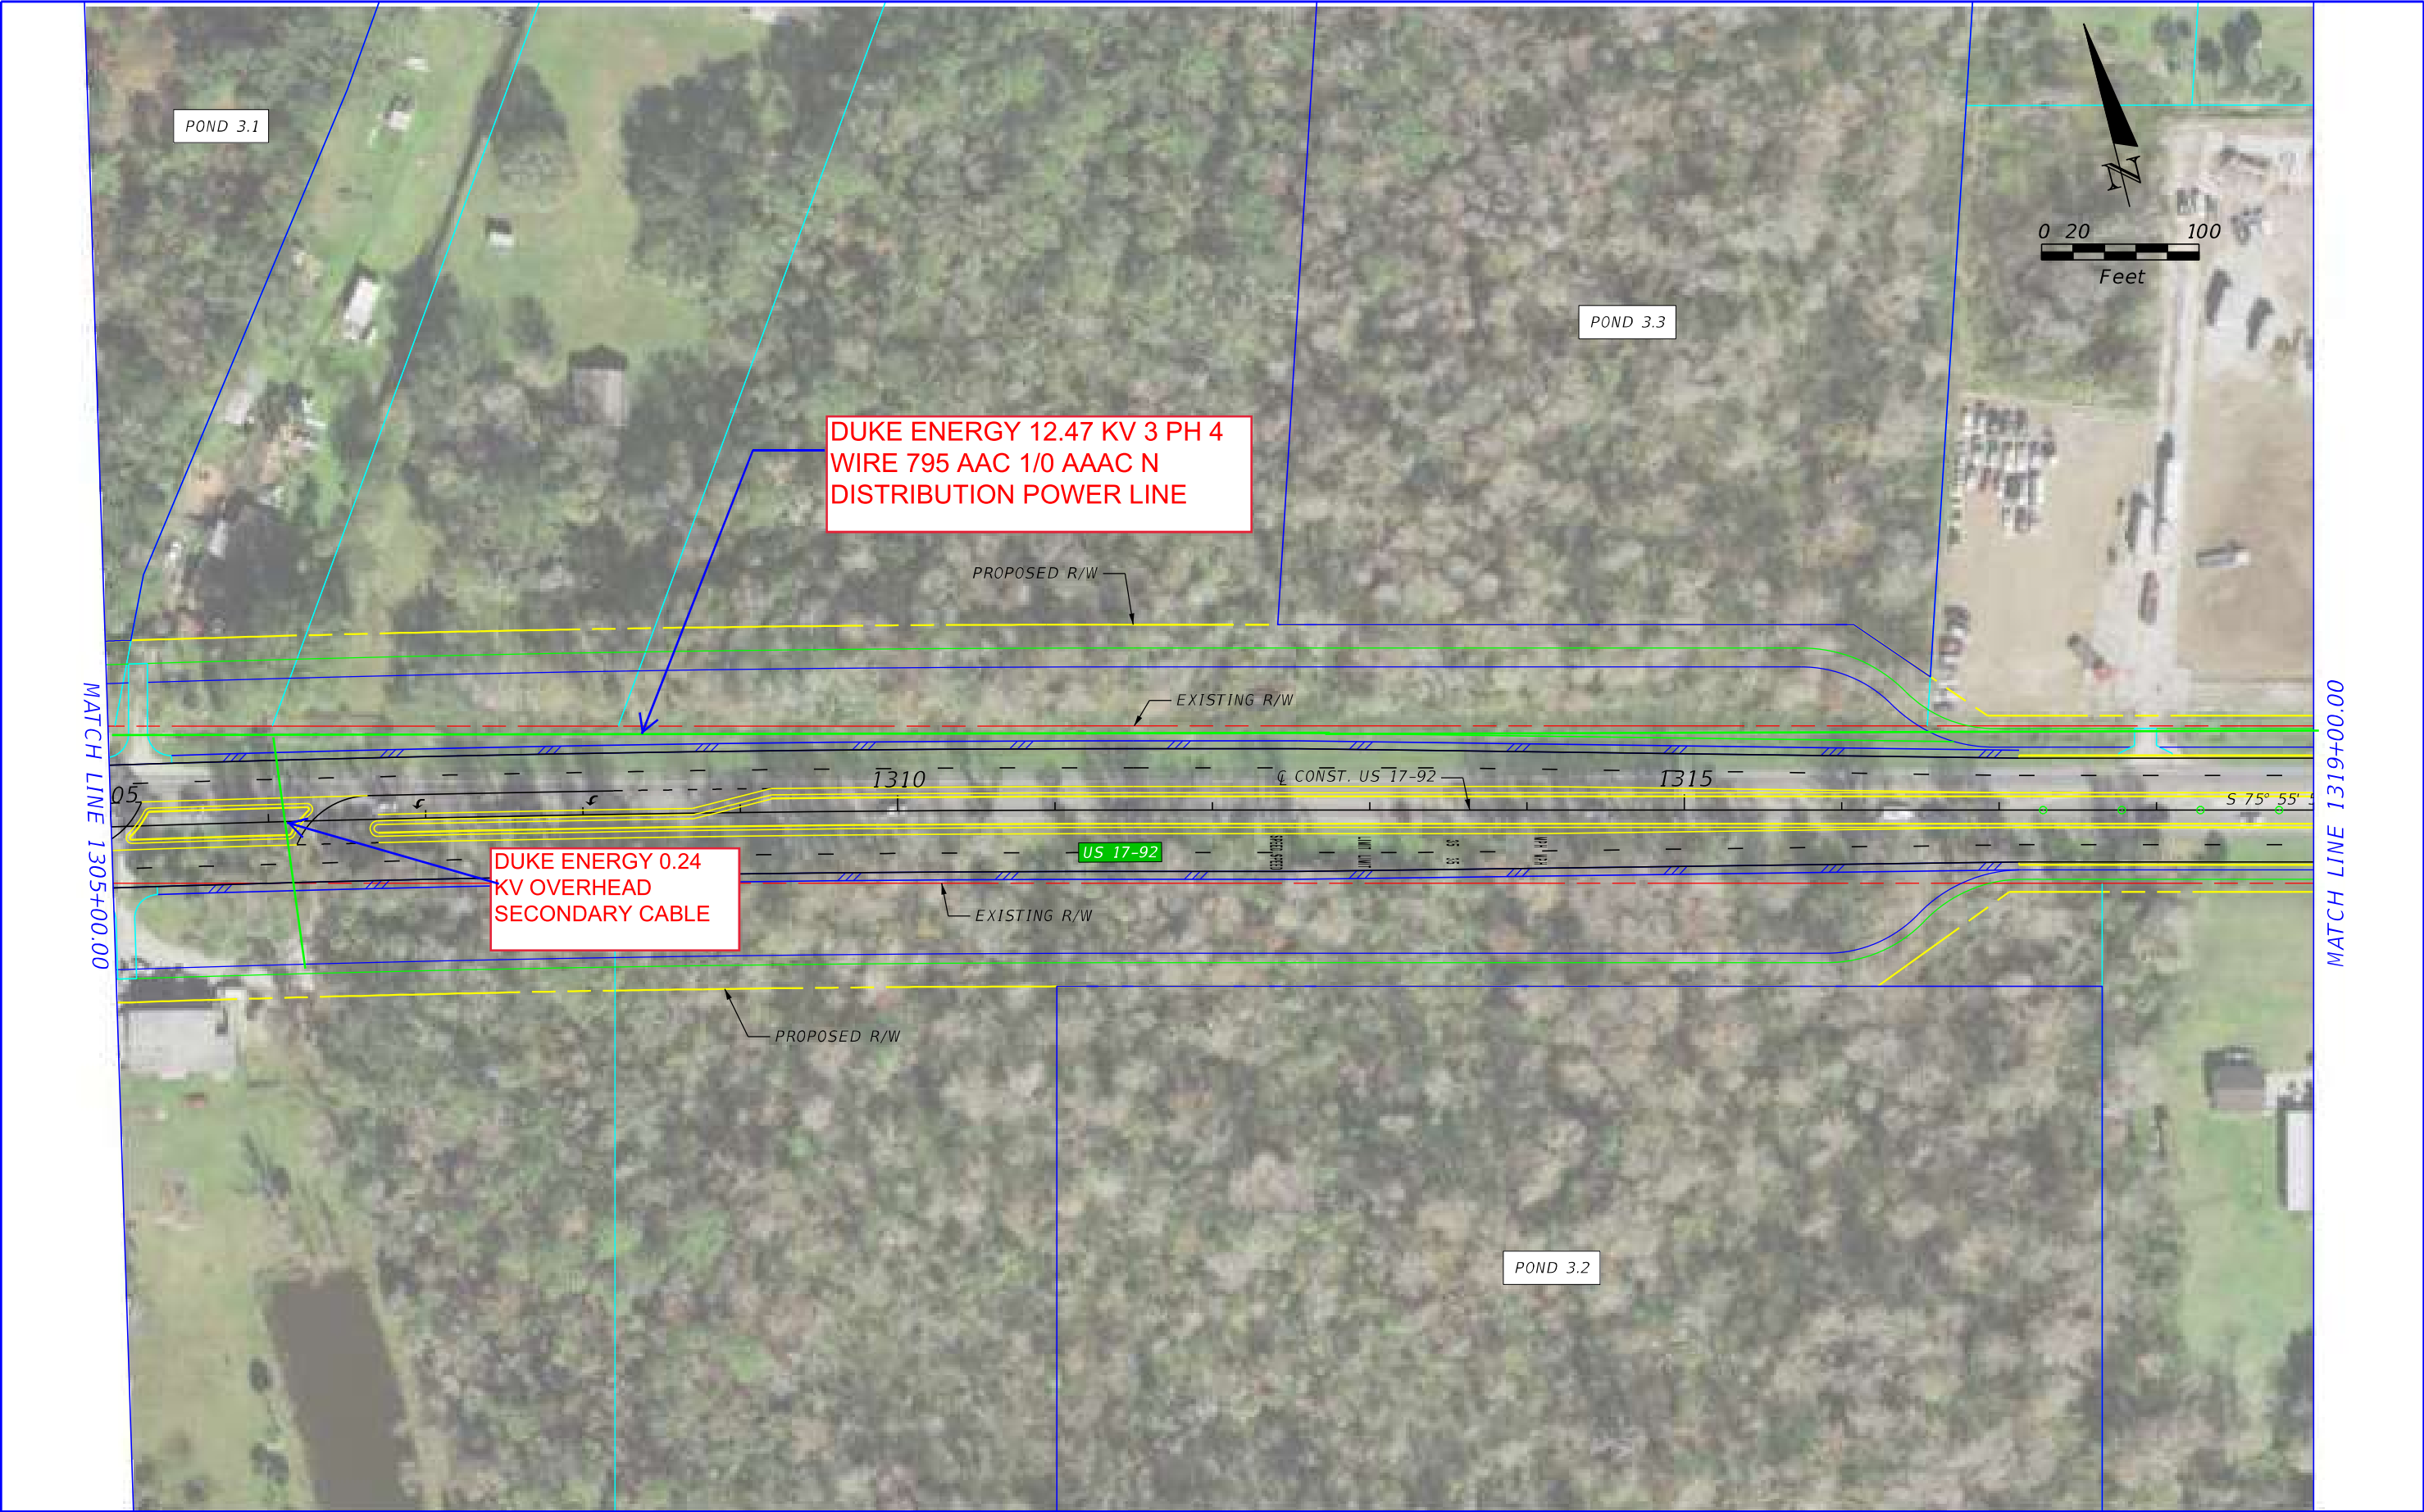 POND 3.1
N
0 20 100
Feet
POND 3.3
DUKE ENERGY 12.47 KV 3 PH 4
WIRE 795 AAC 1/0 AAAC N
DISTRIBUTION POWER LINE
PROPOSED R/W
EXISTING R/W
MATCH LINE 1305+00.00
MATCH LINE 1319+00.00
05
1310
℄ CONST. US 17-92
1315
S 75° 55'
US 17-92
DUKE ENERGY 0.24
KV OVERHEAD
SECONDARY CABLE
EXISTING R/W
PROPOSED R/W
POND 3.2